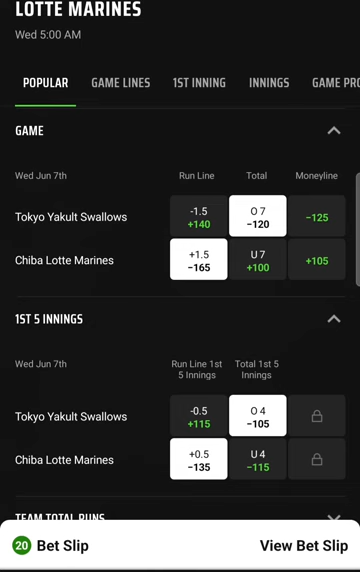 LOTTE MARINES
Wed 5:00 AM
POPULAR GAME LINES 1ST INNING INNINGS GAME PRO
GAME
Wed Jun 7th Run Line Total Moneyline
Tokyo Yakult Swallows -1.5 +140 O 7 −120 −125
Chiba Lotte Marines +1.5 −165 U 7 +100 +105
1ST 5 INNINGS
Wed Jun 7th Run Line 1st 5 Innings Total 1st 5 Innings
Tokyo Yakult Swallows -0.5 +115 O 4 −105
Chiba Lotte Marines +0.5 −135 U 4 −115
TEAM TOTAL RUNS
20 Bet Slip View Bet Slip